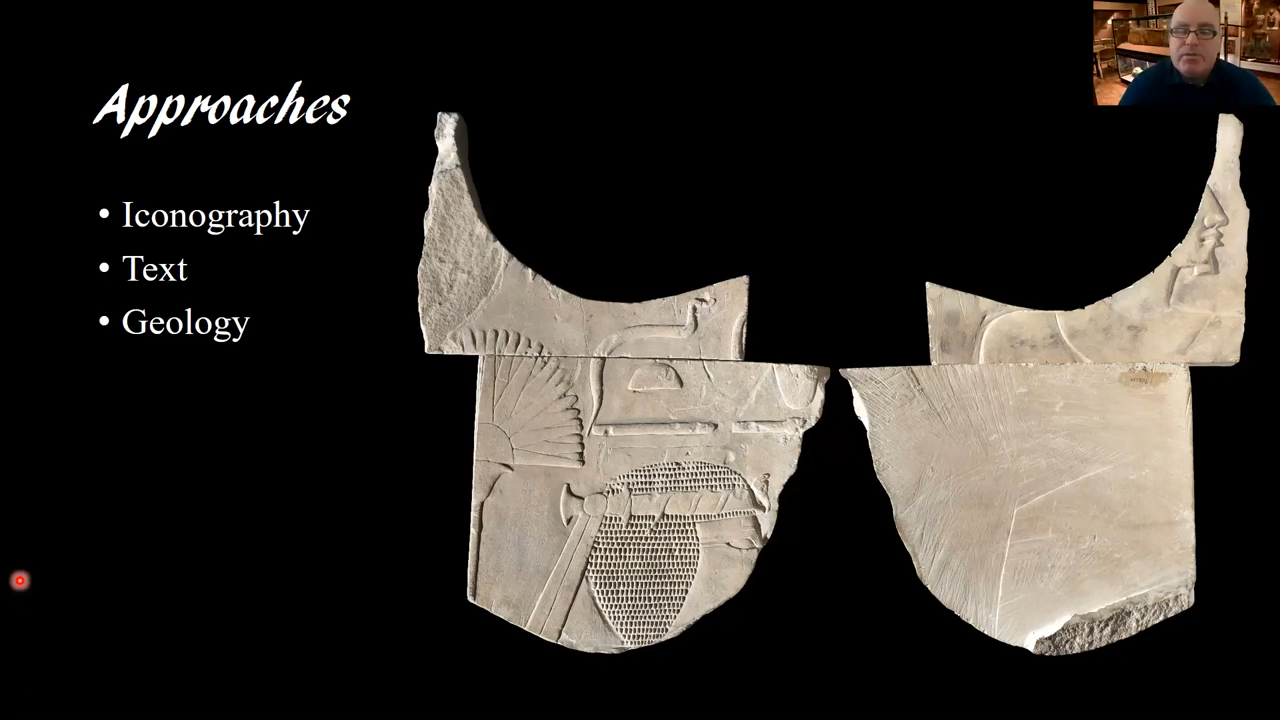 Approaches
• Iconography
• Text
• Geology